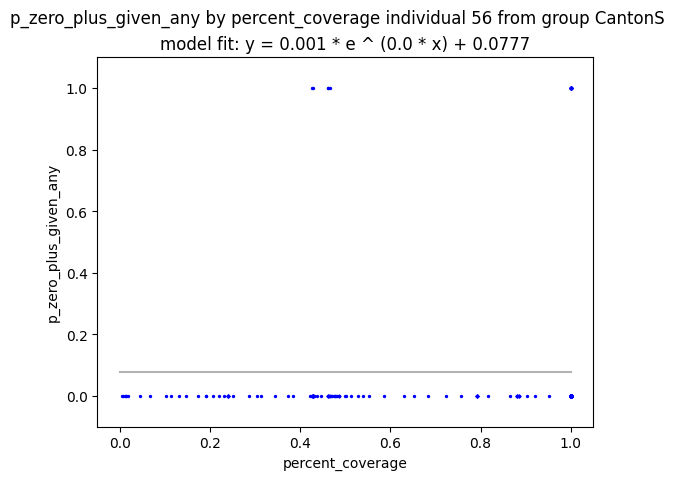 p_zero_plus_given_any by percent_coverage individual 56 from group CantonS
model fit: y = 0.001 * e ^ (0.0 * x) + 0.0777
1.0
0.8
0.6
0.4
0.2
0.0
p_zero_plus_given_any
0.0 0.2 0.4 0.6 0.8 1.0
percent_coverage